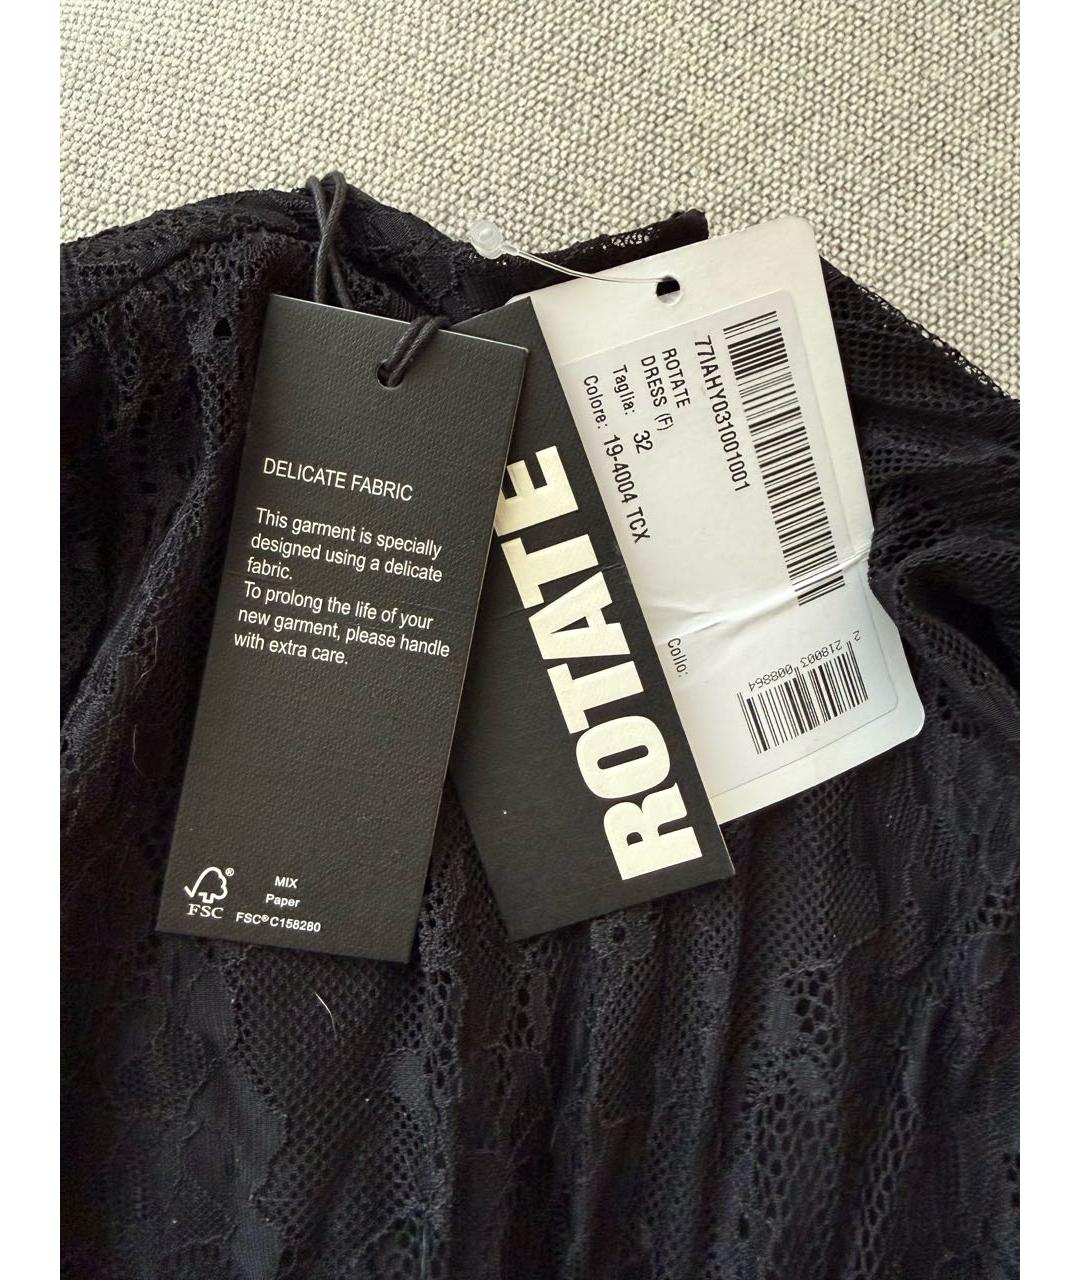 DELICATE FABRIC
This garment is specially
designed using a delicate
fabric.
To prolong the life of your
new garment, please handle
with extra care.
FSC®
MIX
Paper
FSC® C158280
ROTATE
77IAHY031001001
ROTATE
DRESS (F)
Taglia: 32
Colore: 19-4004 TCX
Collo:
2 218003 008864